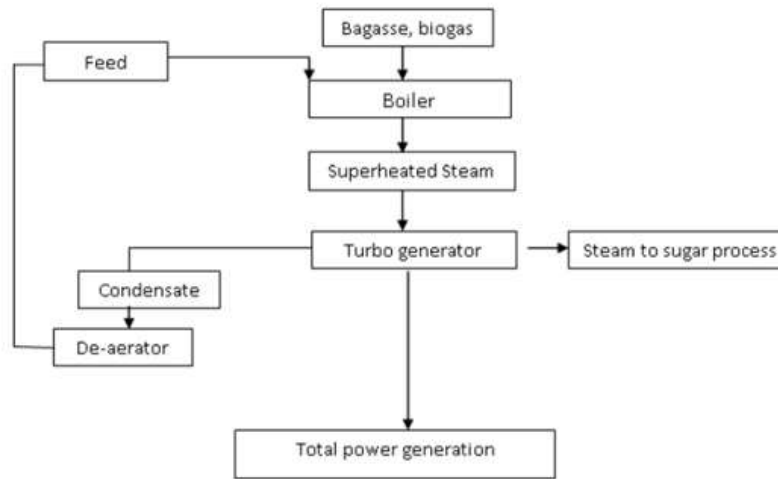 Bagasse, biogas
Feed
Boiler
Superheated Steam
Turbo generator
Steam to sugar process
Condensate
De-aerator
Total power generation